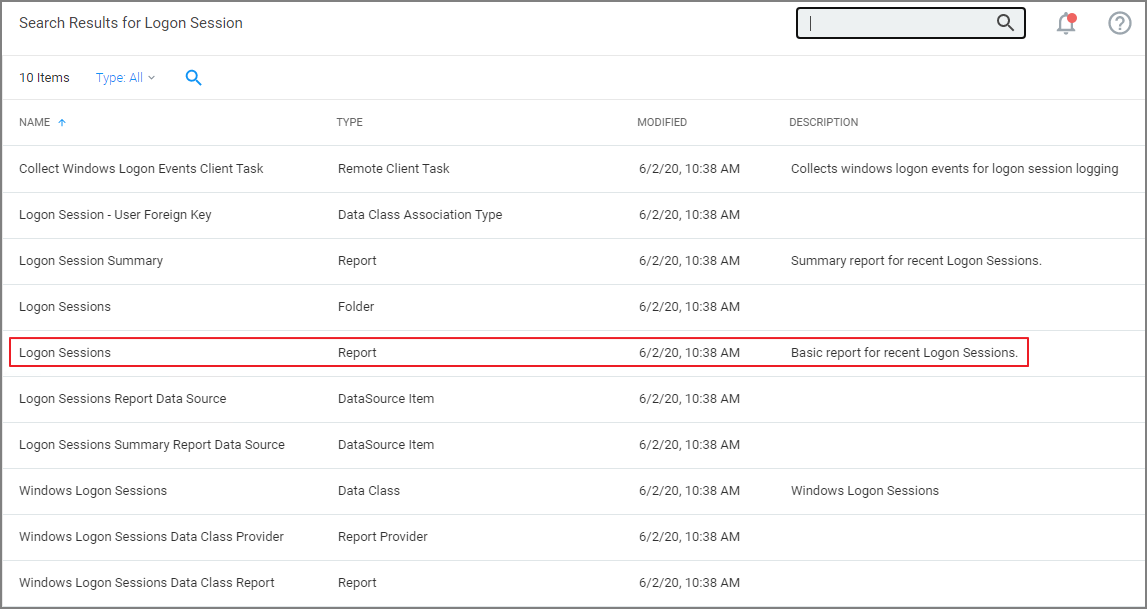 Search Results for Logon Session
10 Items Type: All
NAME TYPE MODIFIED DESCRIPTION
Collect Windows Logon Events Client Task Remote Client Task 6/2/20, 10:38 AM Collects windows logon events for logon session logging
Logon Session - User Foreign Key Data Class Association Type 6/2/20, 10:38 AM
Logon Session Summary Report 6/2/20, 10:38 AM Summary report for recent Logon Sessions.
Logon Sessions Folder 6/2/20, 10:38 AM
Logon Sessions Report 6/2/20, 10:38 AM Basic report for recent Logon Sessions.
Logon Sessions Report Data Source DataSource Item 6/2/20, 10:38 AM
Logon Sessions Summary Report Data Source DataSource Item 6/2/20, 10:38 AM
Windows Logon Sessions Data Class 6/2/20, 10:38 AM Windows Logon Sessions
Windows Logon Sessions Data Class Provider Report Provider 6/2/20, 10:38 AM
Windows Logon Sessions Data Class Report Report 6/2/20, 10:38 AM